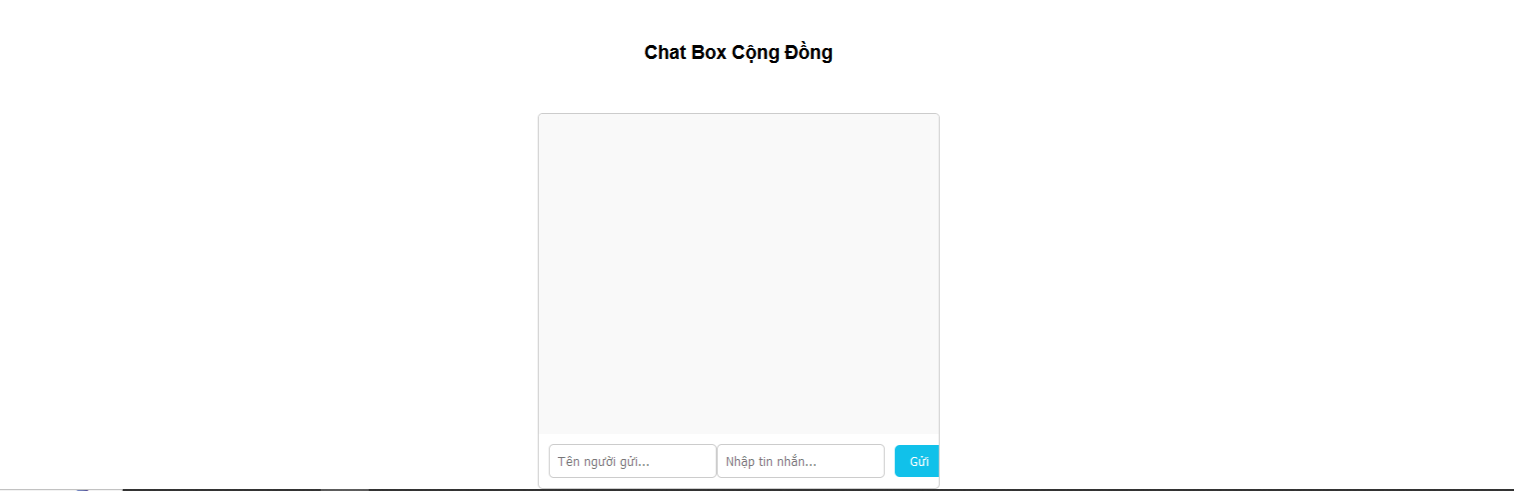 Chat Box Cộng Đồng
Tên người gửi... Nhập tin nhắn... Gửi